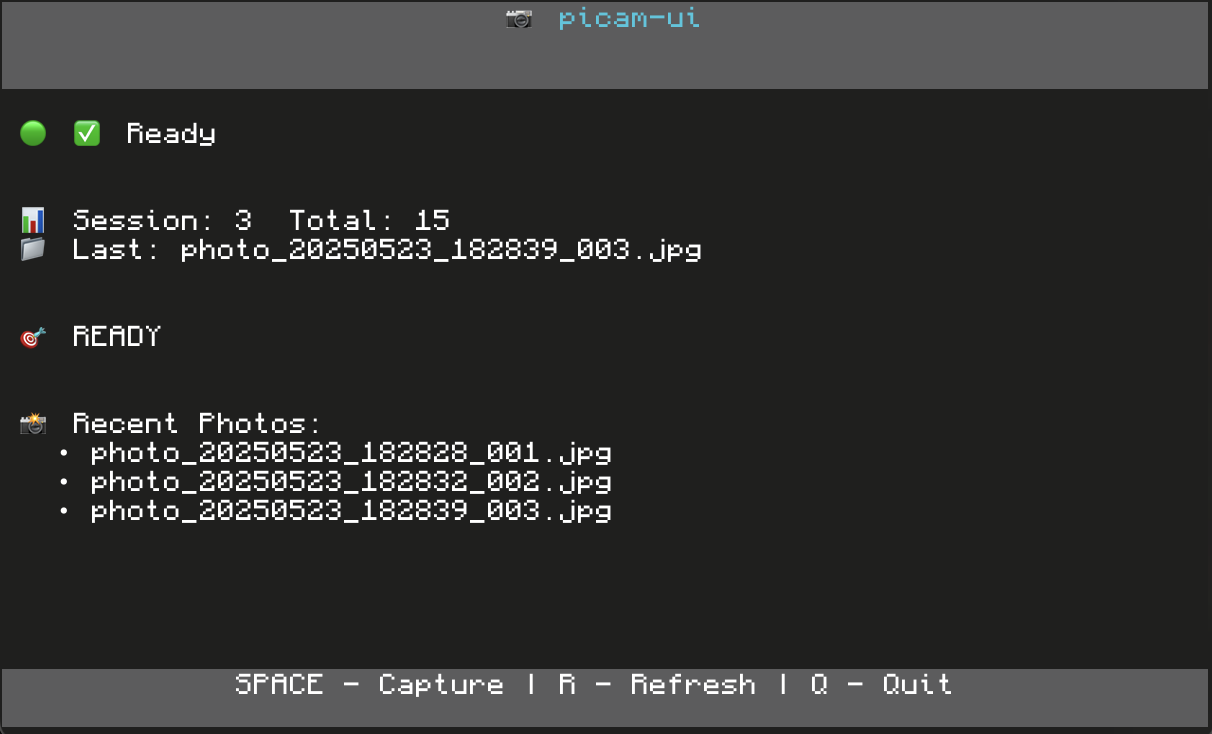 picam-ui
Ready
Session: 3  Total: 15
Last: photo_20250523_182839_003.jpg
READY
Recent Photos:
• photo_20250523_182828_001.jpg
• photo_20250523_182832_002.jpg
• photo_20250523_182839_003.jpg
SPACE - Capture | R - Refresh | Q - Quit